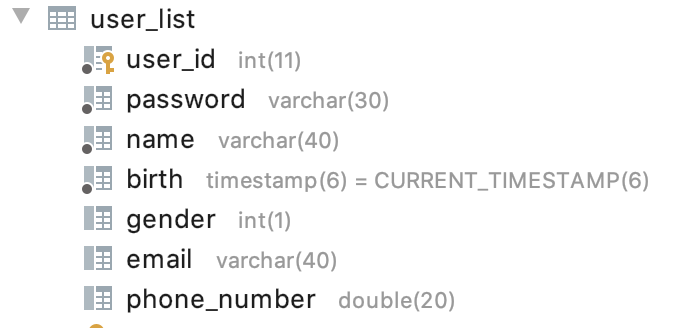 user_list
user_id int(11)
password varchar(30)
name varchar(40)
birth timestamp(6) = CURRENT_TIMESTAMP(6)
gender int(1)
email varchar(40)
phone_number double(20)